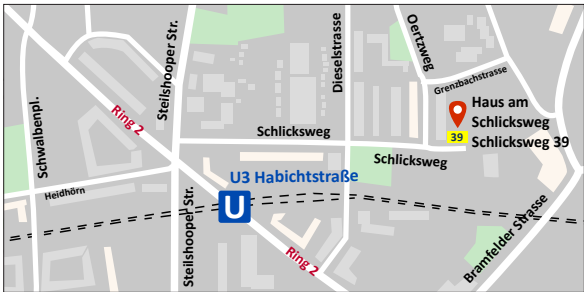 Schwalbenpl.
Ring 2
Steilshooper Str.
Dieselstrasse
Oertzweg
Grenzbachstrasse
Haus am
Schlicksweg
39
Schlicksweg 39
Schlicksweg
Schlicksweg
U3 Habichtstraße
U
Heidhörn
Steilshooper Str.
Ring 2
Bramfelder Strasse